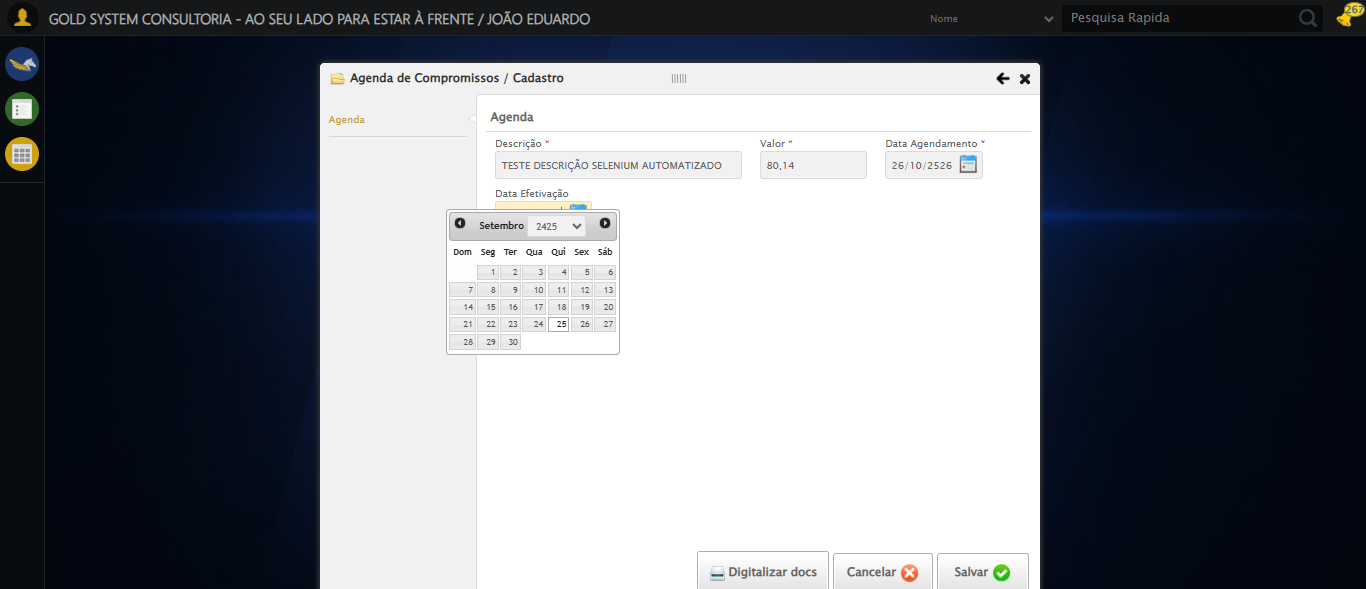 GOLD SYSTEM CONSULTORIA - AO SEU LADO PARA ESTAR À FRENTE / JOÃO EDUARDO
Nome
Pesquisa Rapida
267
Agenda de Compromissos / Cadastro
Agenda
Agenda
Descrição * Valor * Data Agendamento *
TESTE DESCRIÇÃO SELENIUM AUTOMATIZADO 80,14 26/10/2526
Data Efetivação
Setembro 2425
Dom Seg Ter Qua Qui Sex Sáb
1 2 3 4 5 6
7 8 9 10 11 12 13
14 15 16 17 18 19 20
21 22 23 24 25 26 27
28 29 30
Digitalizar docs Cancelar Salvar